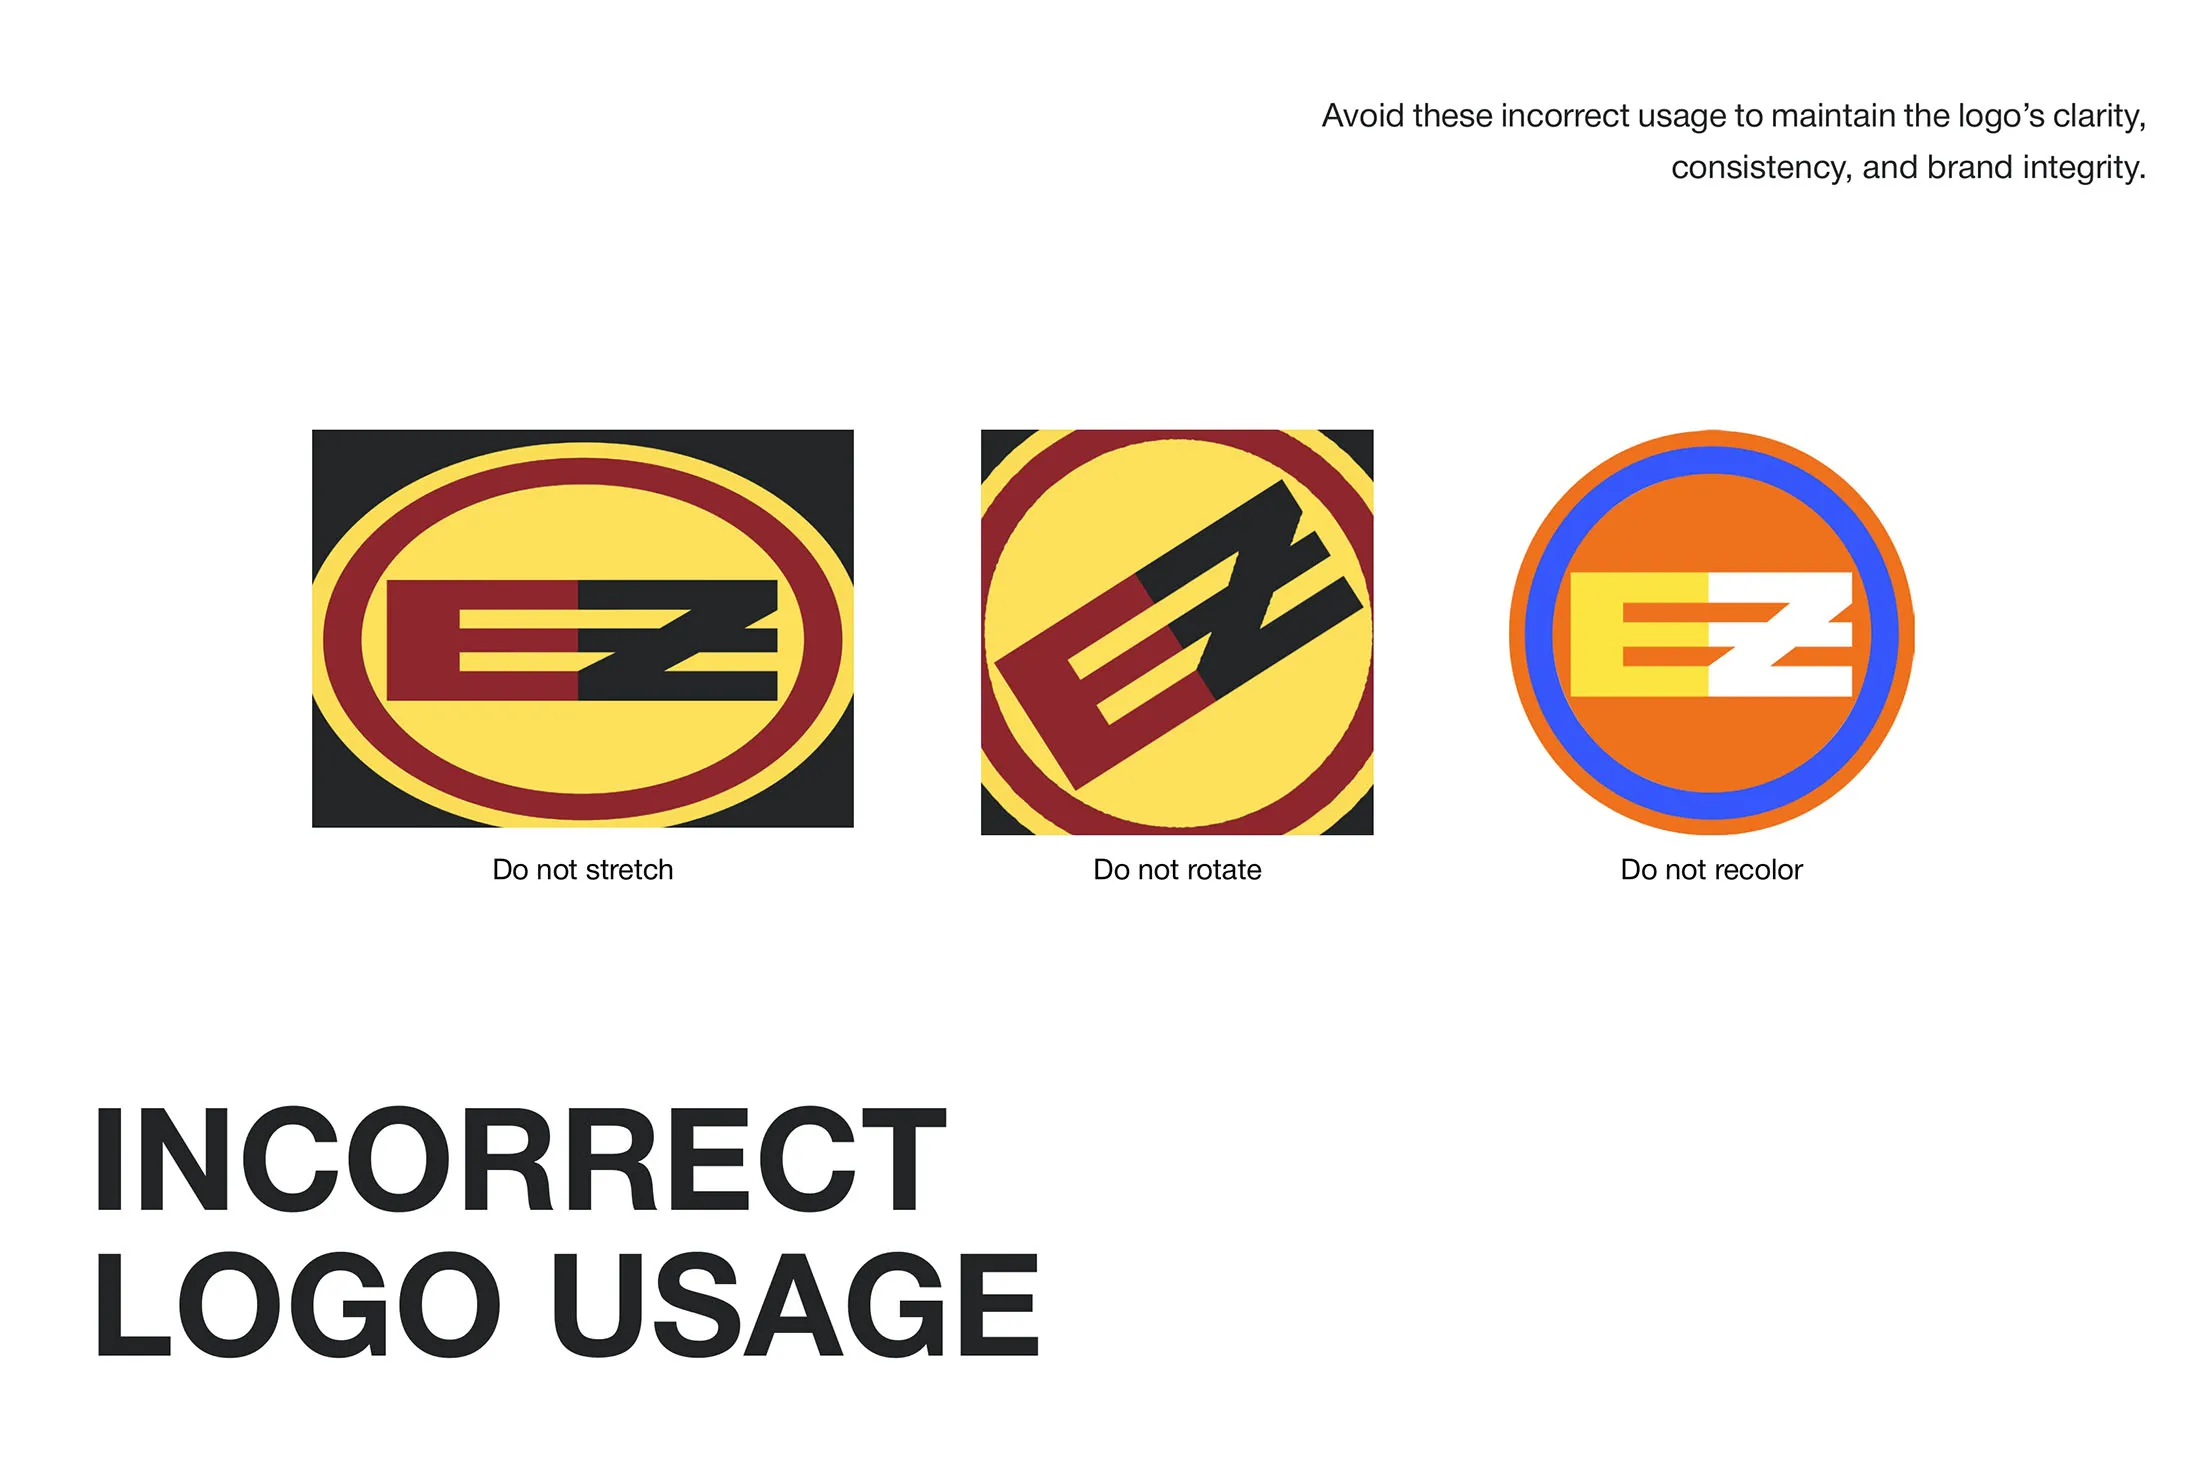 Avoid these incorrect usage to maintain the logo’s clarity,
consistency, and brand integrity.
EZ
EZ
EZ
Do not stretch
Do not rotate
Do not recolor
INCORRECT
LOGO USAGE